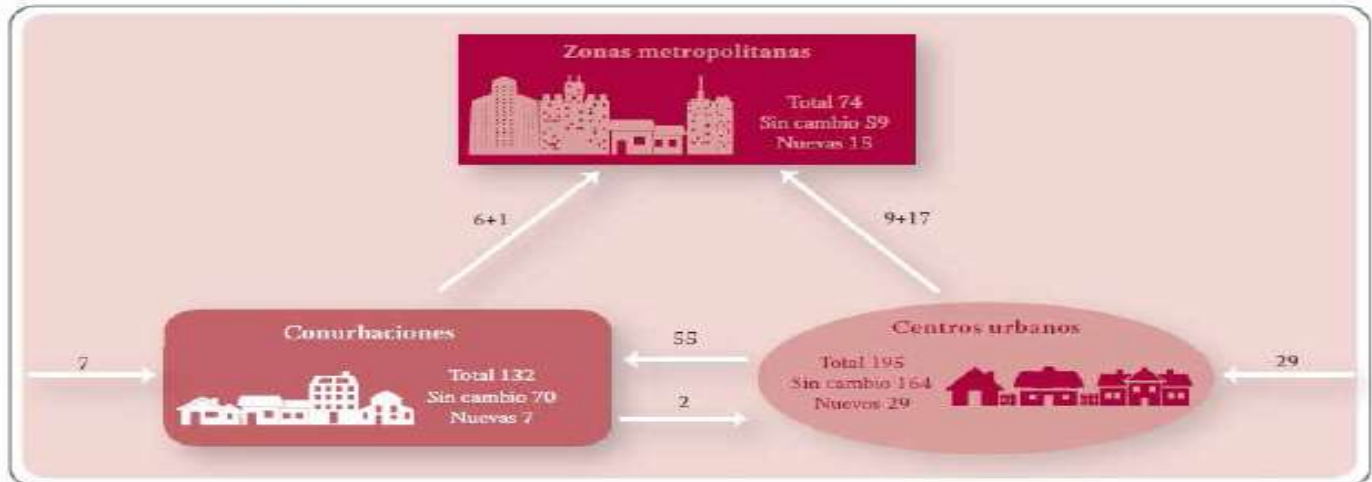 Zonas metropolitanas
Total 74
Sin cambio 59
Nuevas 15
6+1
9+17
Conurbaciones
Total 132
Sin cambio 70
Nuevas 7
7
55
2
Centros urbanos
Total 195
Sin cambio 164
Nuevos 29
29